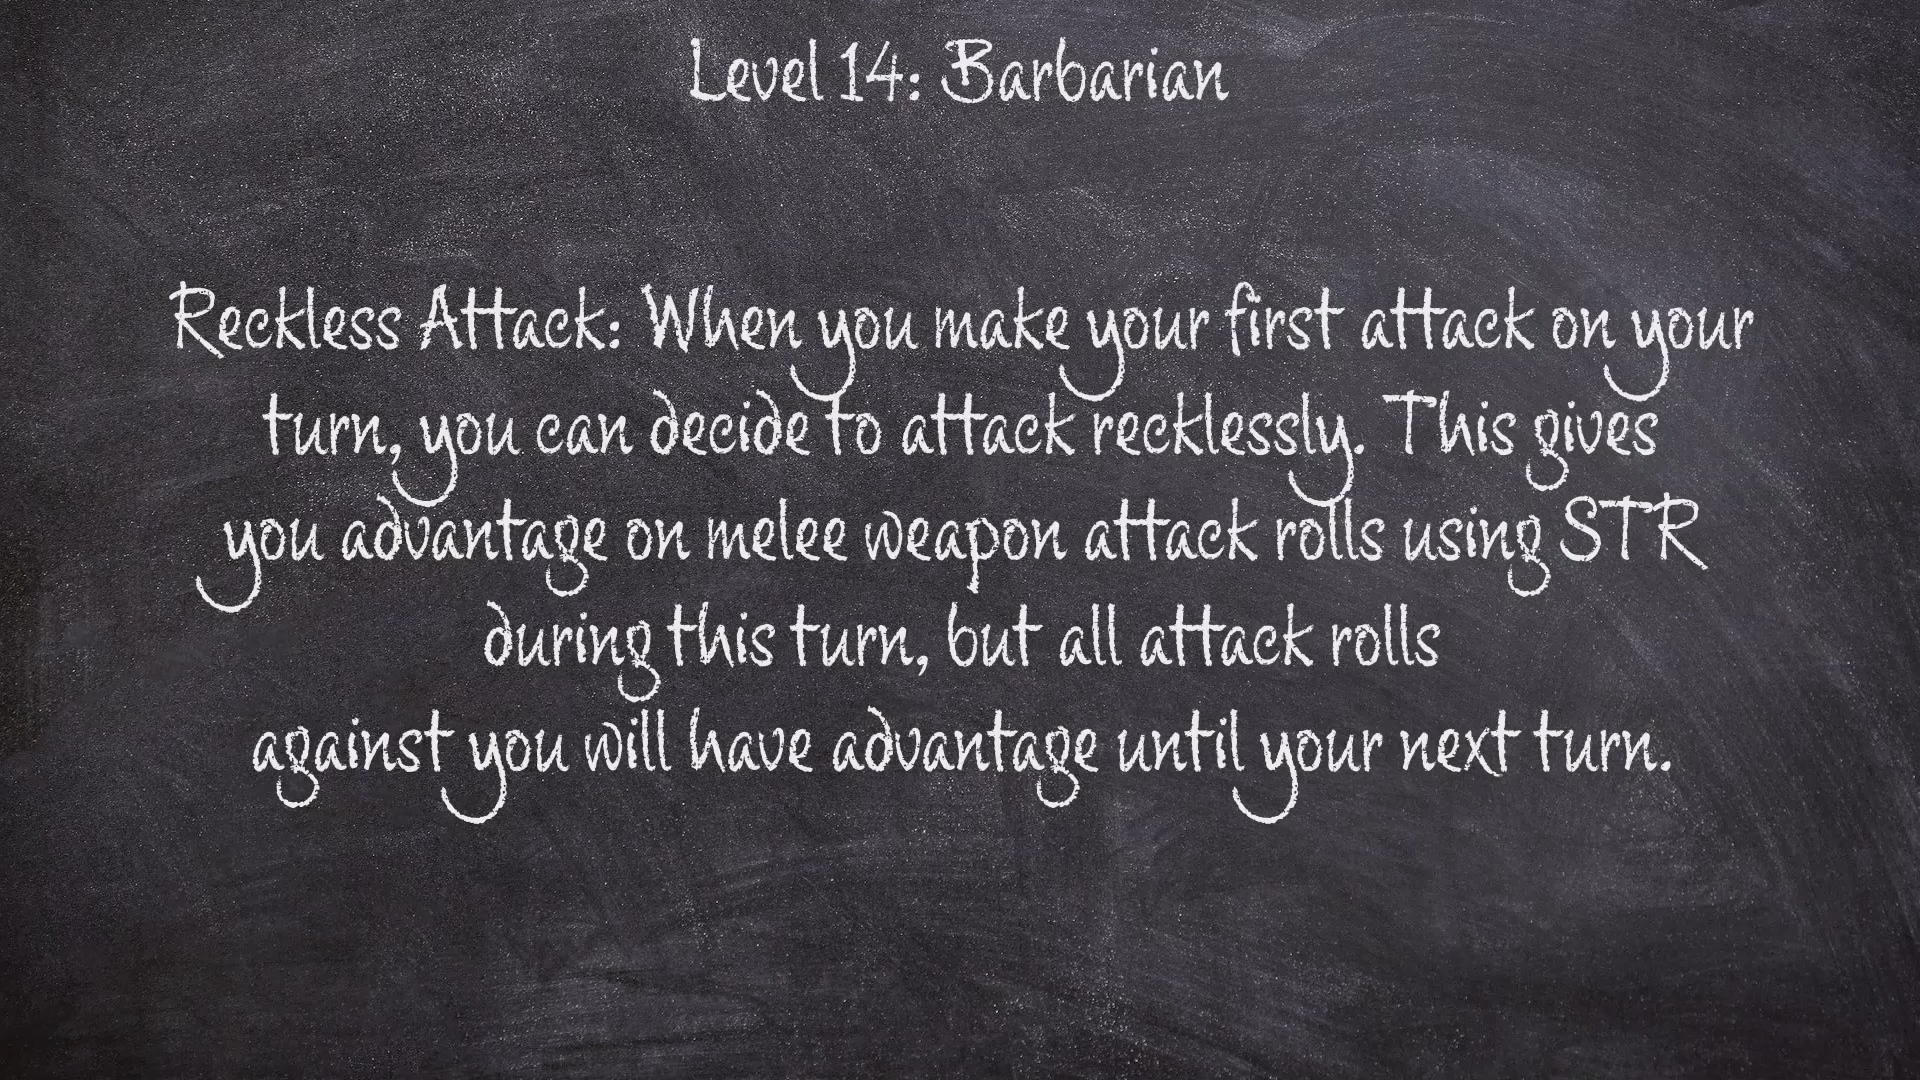 Level 14: Barbarian
Reckless Attack: When you make your first attack on your
turn, you can decide to attack recklessly. This gives
you advantage on melee weapon attack rolls using STR
during this turn, but all attack rolls
against you will have advantage until your next turn.